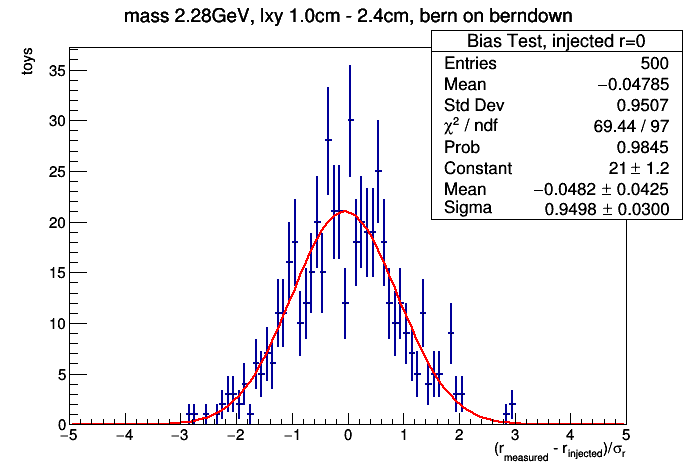 mass 2.28GeV, lxy 1.0cm - 2.4cm, bern on berndown
Bias Test, injected r=0
Entries 500
Mean −0.04785
Std Dev 0.9507
χ² / ndf 69.44 / 97
Prob 0.9845
Constant 21 ± 1.2
Mean −0.0482 ± 0.0425
Sigma 0.9498 ± 0.0300
toys
35
30
25
20
15
10
5
0
−5 −4 −3 −2 −1 0 1 2 3 4 5
(r_measured - r_injected)/σ_r